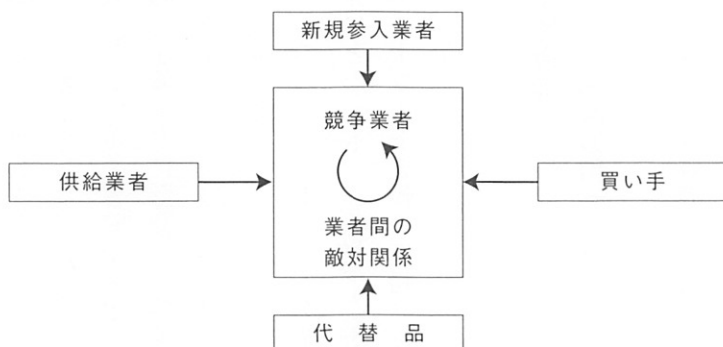 新規参入業者
競争業者
供給業者
買い手
業者間の
敵対関係
代替品